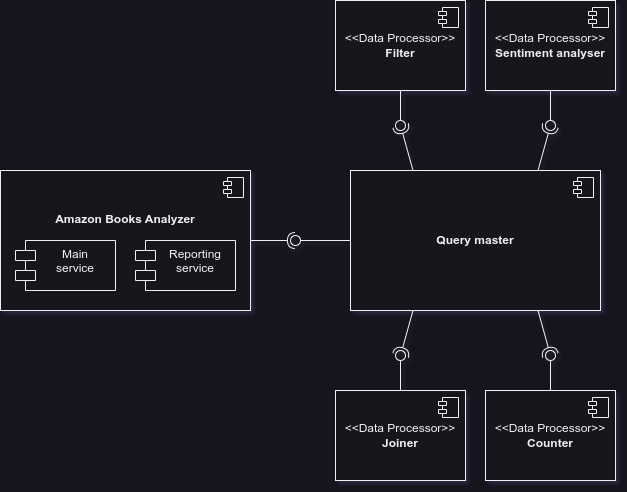 <<Data Processor>>
Filter
<<Data Processor>>
Sentiment analyser
Amazon Books Analyzer
Main
service
Reporting
service
Query master
<<Data Processor>>
Joiner
<<Data Processor>>
Counter